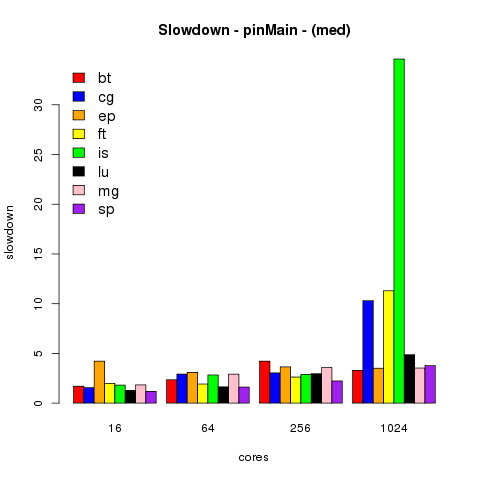 Slowdown - pinMain - (med)
bt
cg
ep
ft
is
lu
mg
sp
slowdown
30
25
20
15
10
5
0
16 64 256 1024
cores